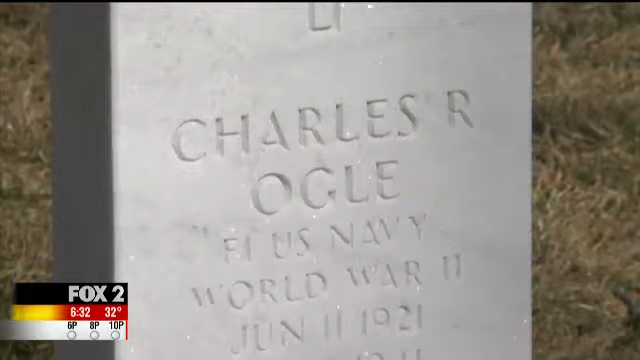 CHARLES R
OGLE
F1 US NAVY
WORLD WAR II
JUN 11 1921
FOX 2
6:32 32°
6P 8P 10P